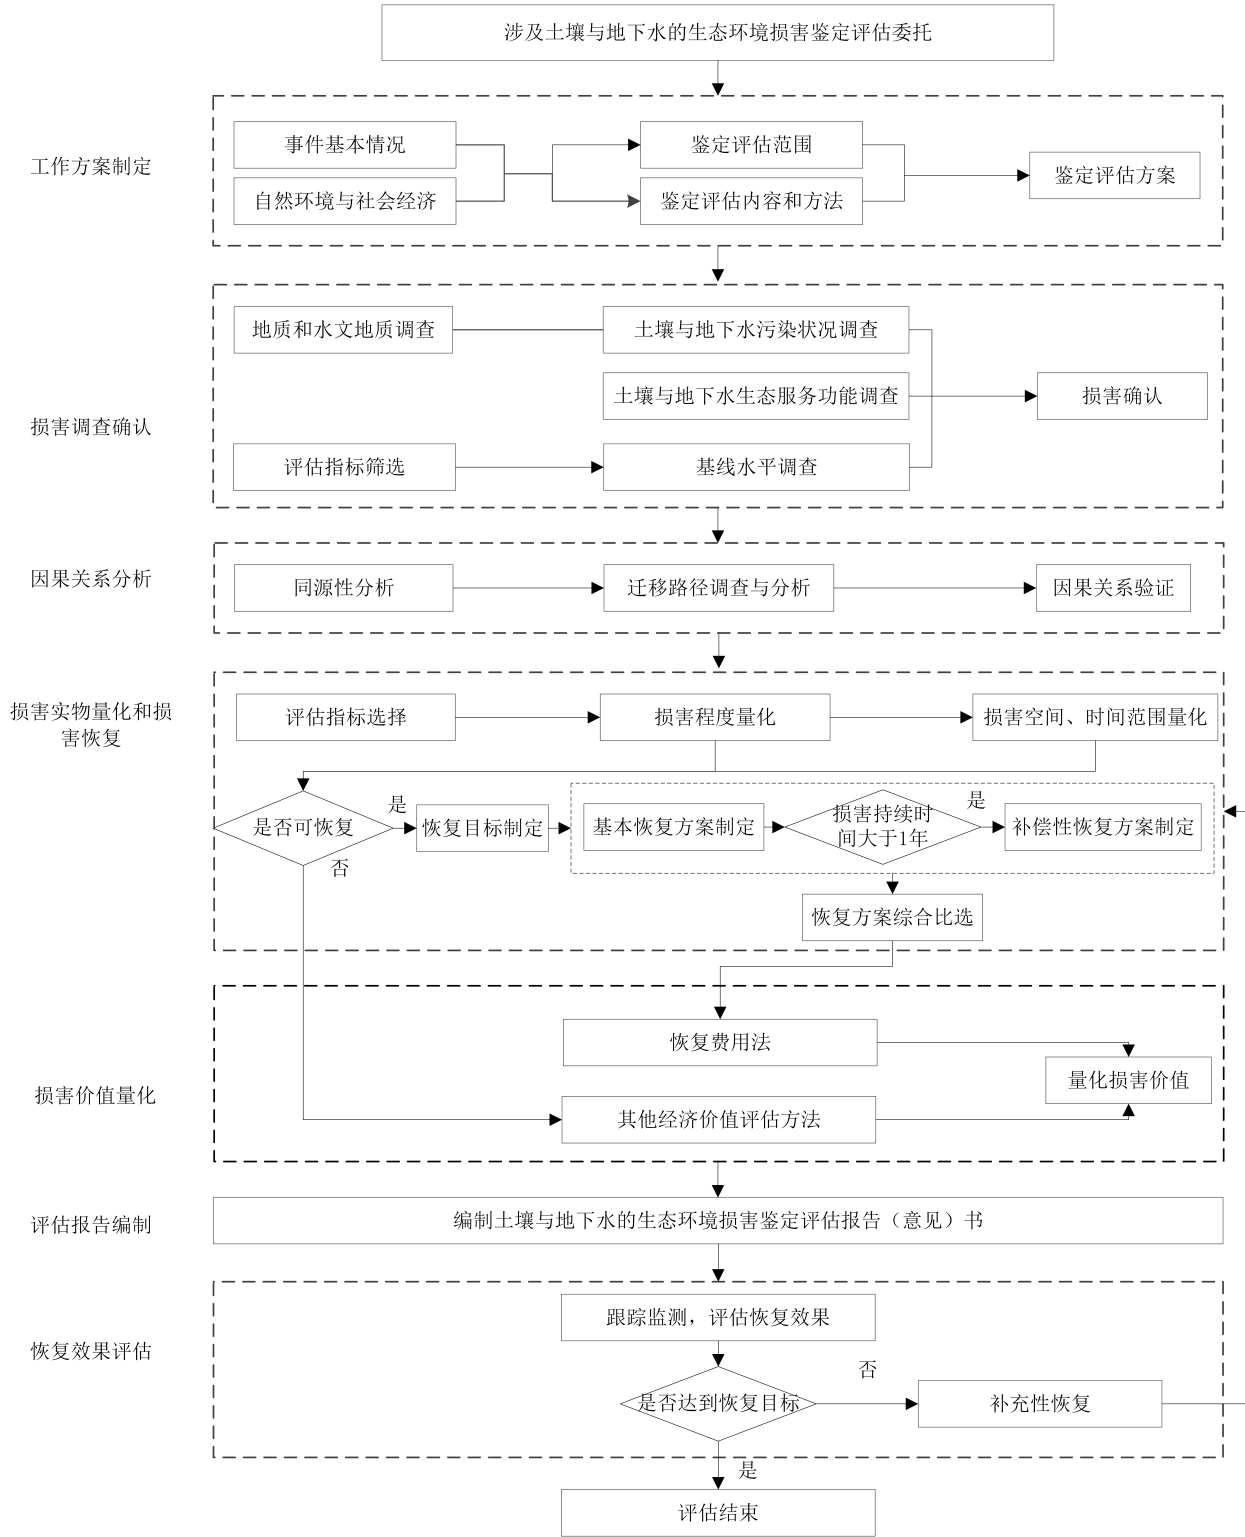 涉及土壤与地下水的生态环境损害鉴定评估委托
工作方案制定
事件基本情况
鉴定评估范围
自然环境与社会经济
鉴定评估内容和方法
鉴定评估方案
损害调查确认
地质和水文地质调查
土壤与地下水污染状况调查
土壤与地下水生态服务功能调查
损害确认
评估指标筛选
基线水平调查
因果关系分析
同源性分析
迁移路径调查与分析
因果关系验证
损害实物量化和损
害恢复
评估指标选择
损害程度量化
损害空间、时间范围量化
是否可恢复
是
否
恢复目标制定
基本恢复方案制定
损害持续时
间大于1年
是
补偿性恢复方案制定
恢复方案综合比选
损害价值量化
恢复费用法
量化损害价值
其他经济价值评估方法
评估报告编制
编制土壤与地下水的生态环境损害鉴定评估报告（意见）书
恢复效果评估
跟踪监测，评估恢复效果
是否达到恢复目标
否
补充性恢复
是
评估结束